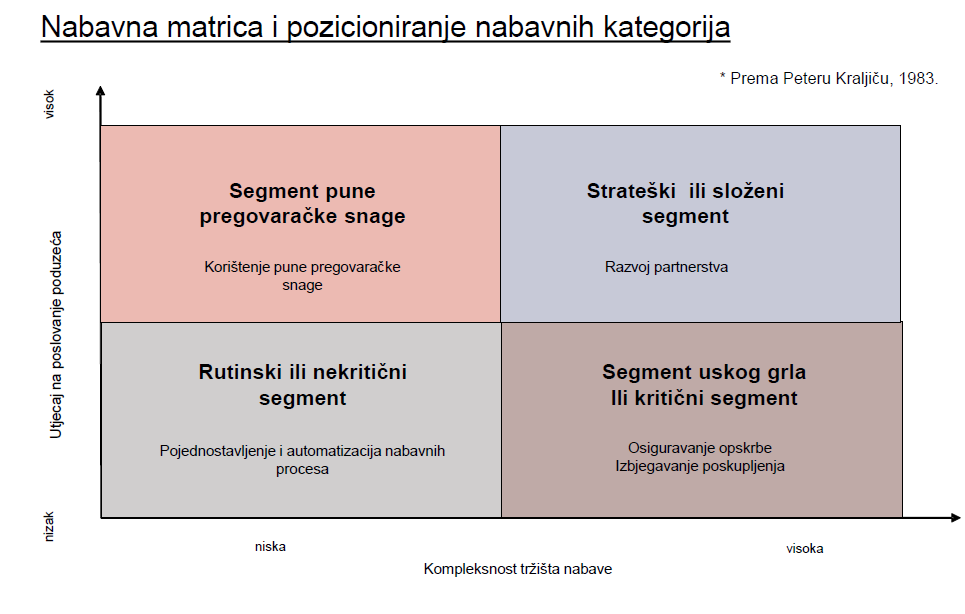 Nabavna matrica i pozicioniranje nabavnih kategorija
* Prema Peteru Kraljiču, 1983.
visok
Segment pune
pregovaračke snage
Korištenje pune pregovaračke
snage
Strateški ili složeni
segment
Razvoj partnerstva
Utjecaj na poslovanje poduzeća
Rutinski ili nekritični
segment
Pojednostavljenje i automatizacija nabavnih
procesa
Segment uskog grla
Ili kritični segment
Osiguravanje opskrbe
Izbjegavanje poskupljenja
nizak
niska
visoka
Kompleksnost tržišta nabave